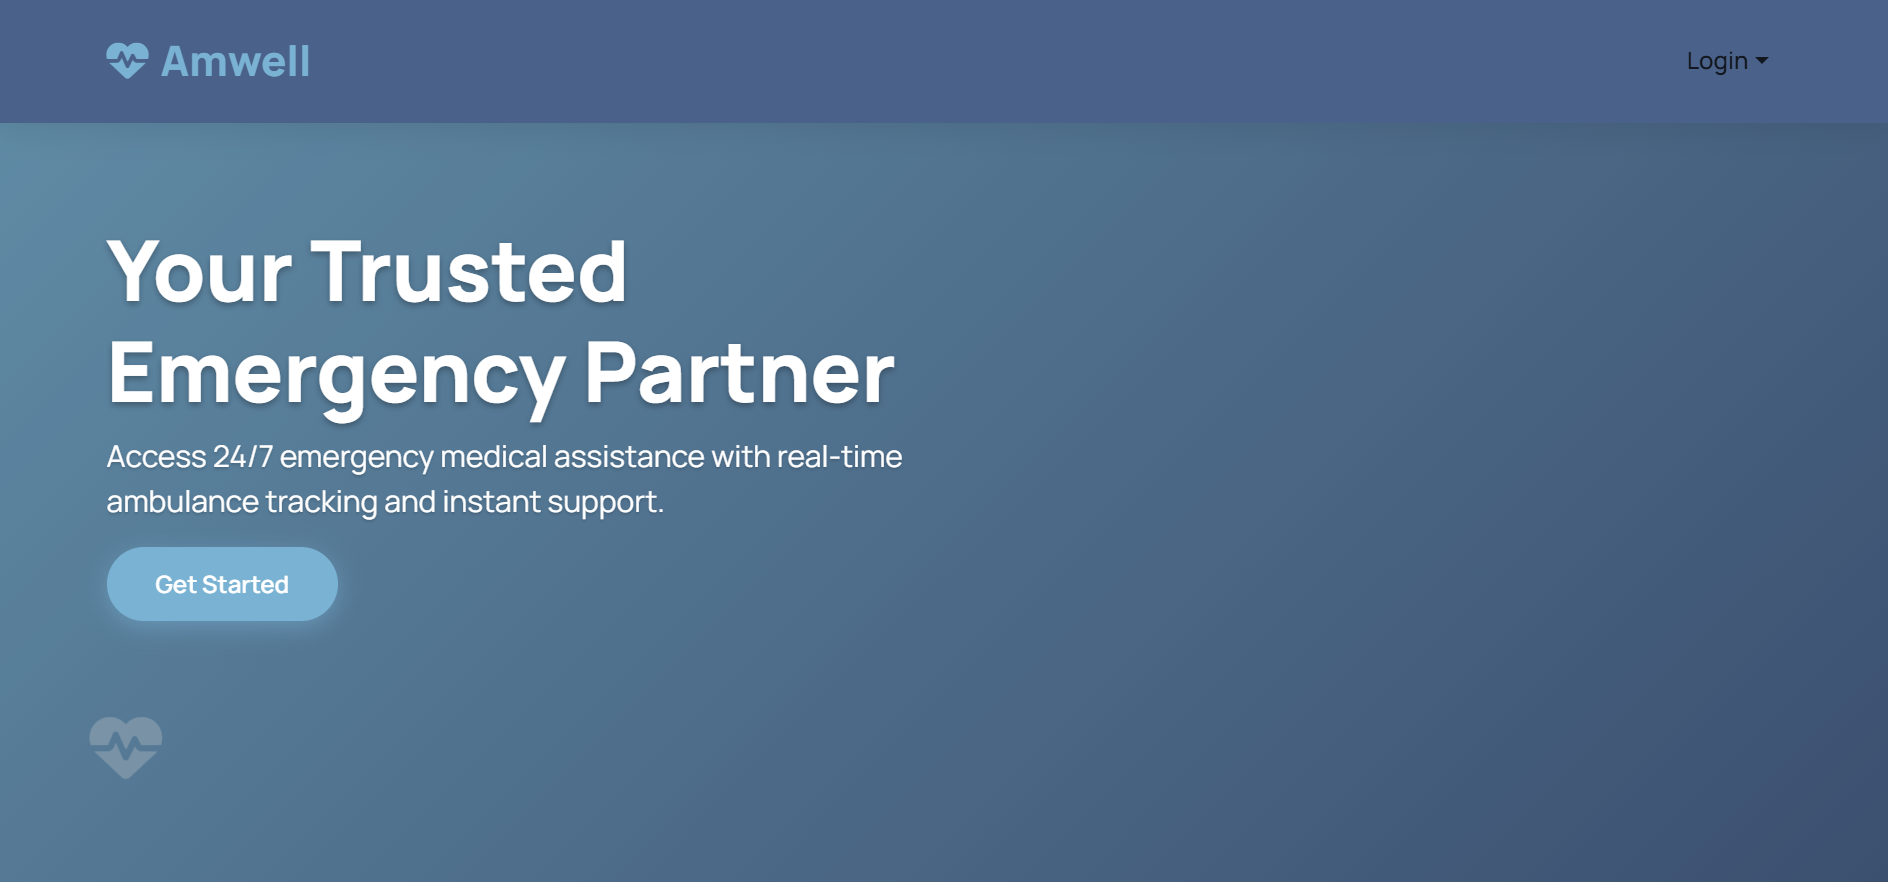 Amwell
Login
Your Trusted
Emergency Partner
Access 24/7 emergency medical assistance with real-time
ambulance tracking and instant support.
Get Started